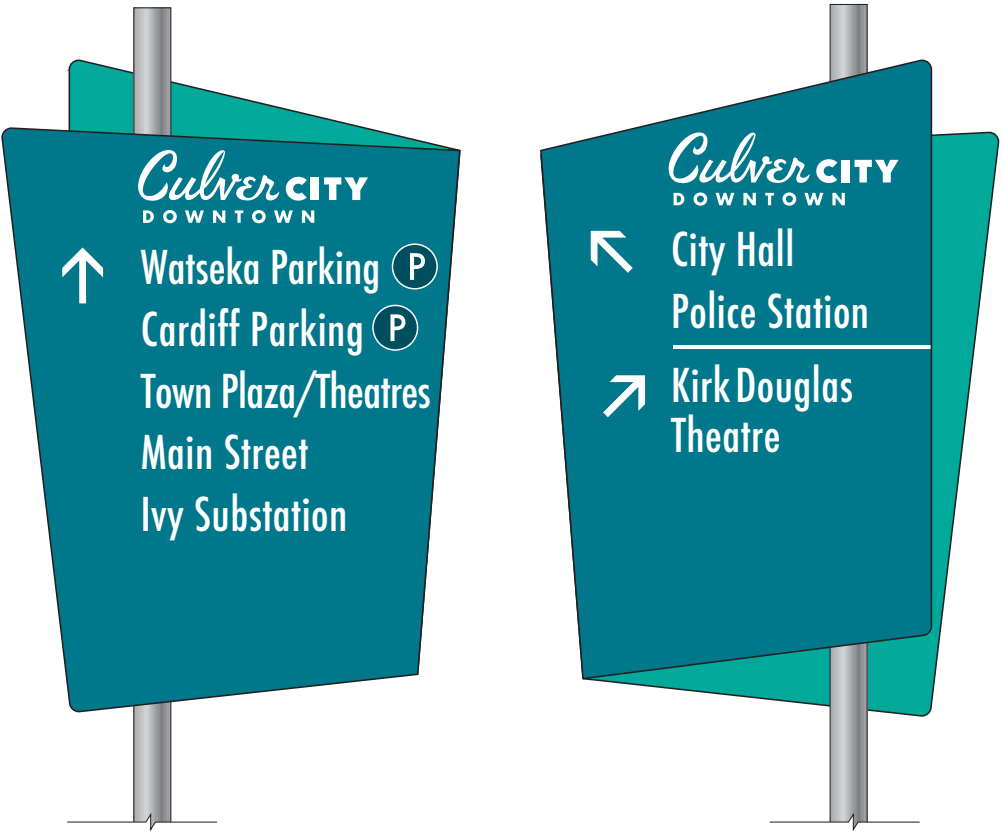 Culver CITY
DOWNTOWN
Watseka Parking P
Cardiff Parking P
Town Plaza/Theatres
Main Street
Ivy Substation
Culver CITY
DOWNTOWN
City Hall
Police Station
Kirk Douglas
Theatre